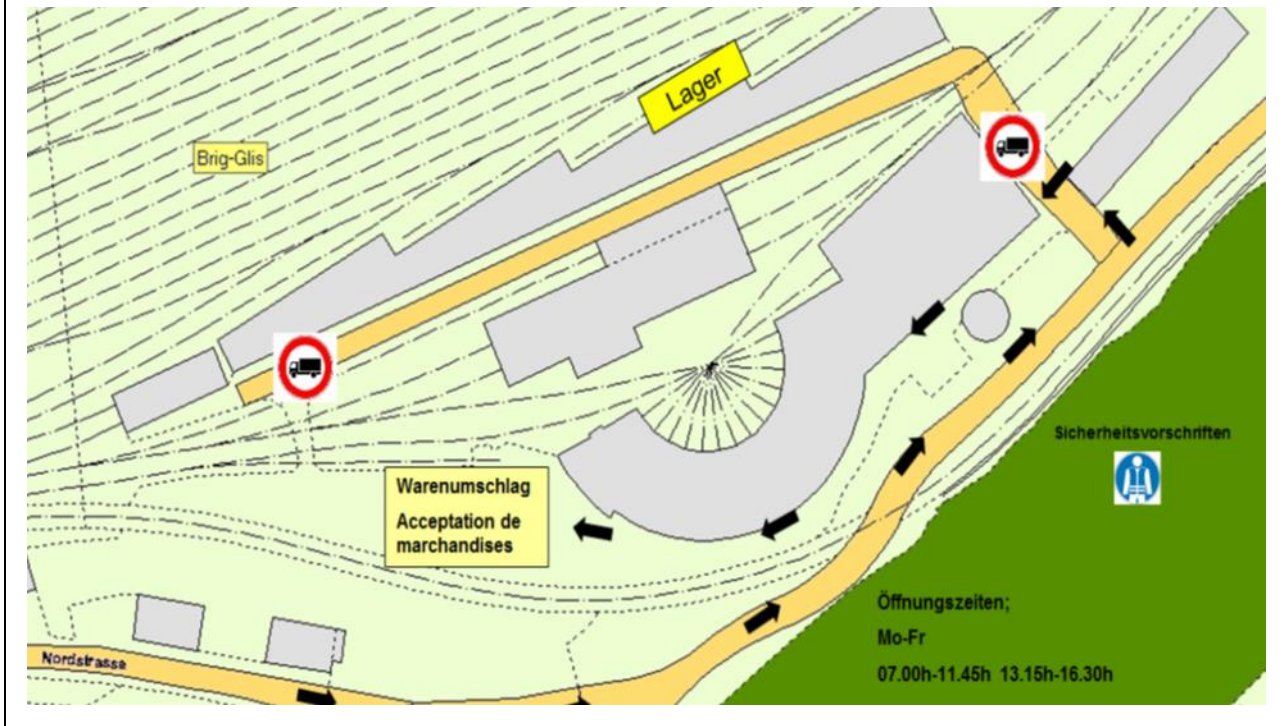 Lager
Brig-Glis
Sicherheitsvorschriften
Warenumschlag
Acceptation de
marchandises
Öffnungszeiten;
Mo-Fr
07.00h-11.45h 13.15h-16.30h
Nordstrasse